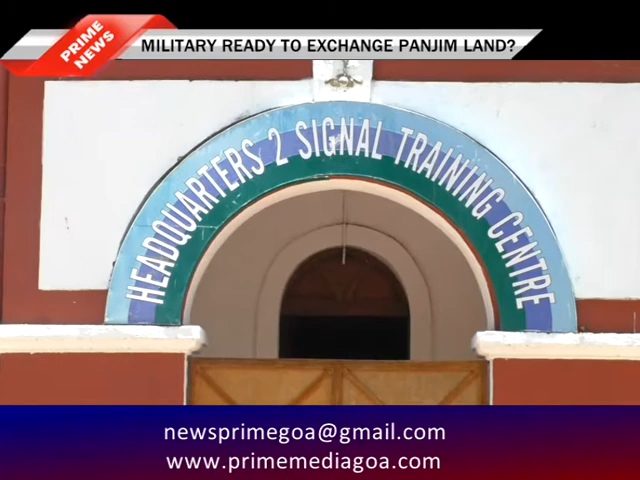 PRIME
NEWS
MILITARY READY TO EXCHANGE PANJIM LAND?
HEADQUARTERS 2 SIGNAL TRAINING CENTRE
newsprimegoa@gmail.com
www.primemediagoa.com